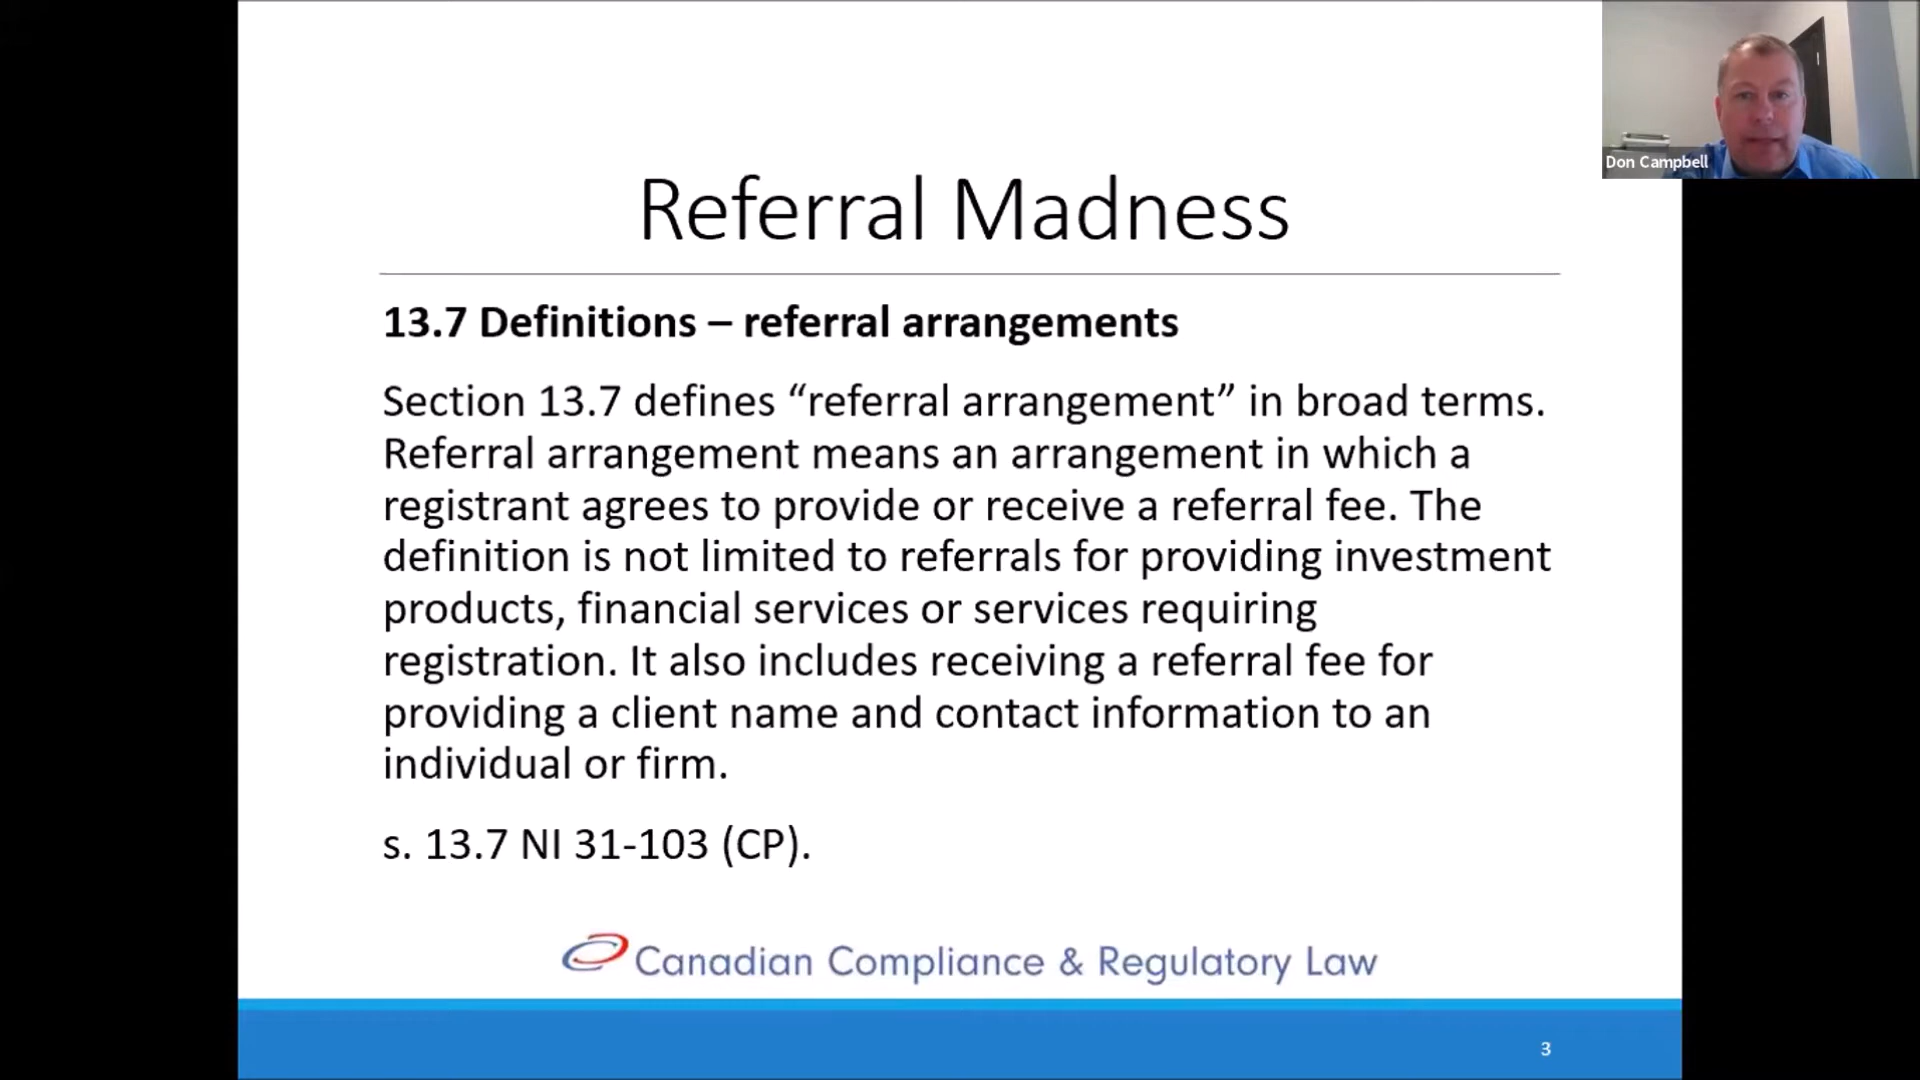 Don Campbell
Referral Madness
13.7 Definitions – referral arrangements
Section 13.7 defines “referral arrangement” in broad terms.
Referral arrangement means an arrangement in which a
registrant agrees to provide or receive a referral fee. The
definition is not limited to referrals for providing investment
products, financial services or services requiring
registration. It also includes receiving a referral fee for
providing a client name and contact information to an
individual or firm.
s. 13.7 NI 31-103 (CP).
Canadian Compliance & Regulatory Law
3